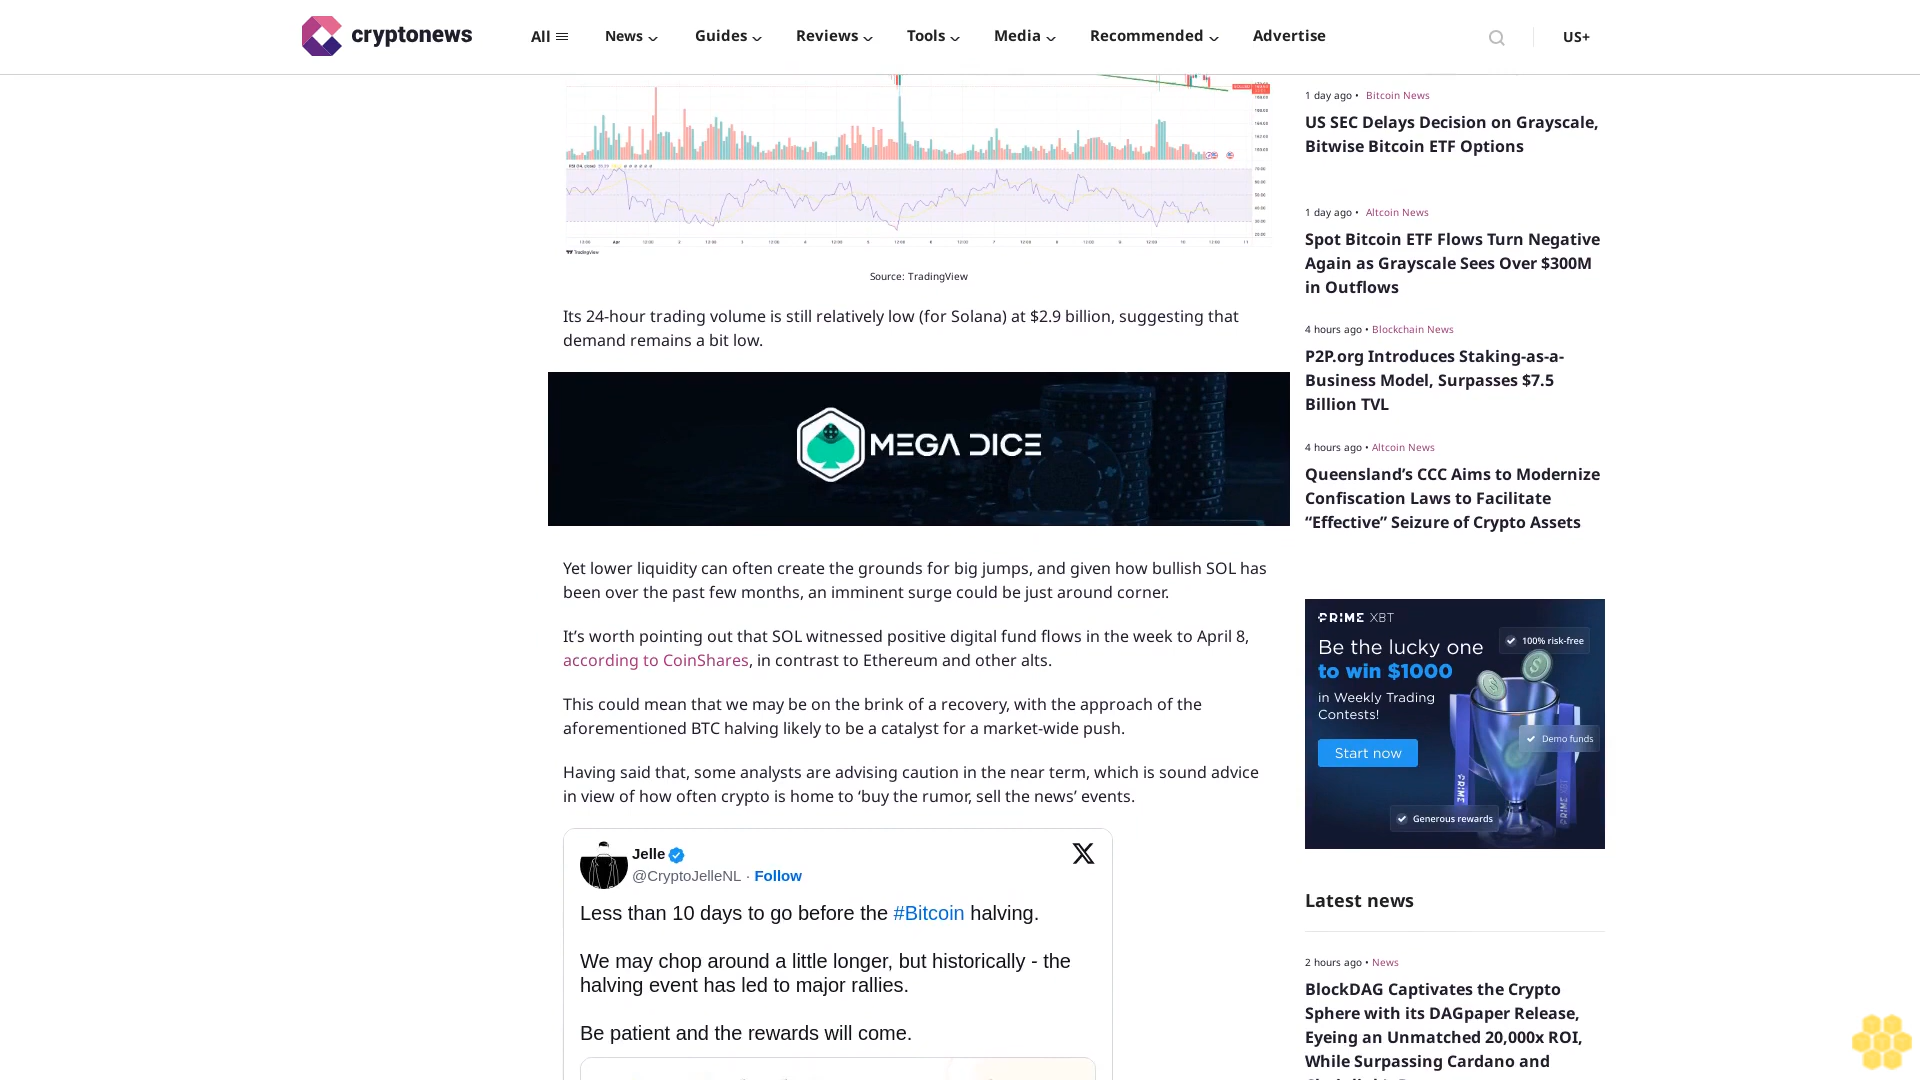 cryptonews
All
News
Guides
Reviews
Tools
Media
Recommended
Advertise
US+
TradingView
Source: TradingView
Its 24-hour trading volume is still relatively low (for Solana) at $2.9 billion, suggesting that
demand remains a bit low.
MEGA DICE
Yet lower liquidity can often create the grounds for big jumps, and given how bullish SOL has
been over the past few months, an imminent surge could be just around corner.
It’s worth pointing out that SOL witnessed positive digital fund flows in the week to April 8,
according to CoinShares, in contrast to Ethereum and other alts.
This could mean that we may be on the brink of a recovery, with the approach of the
aforementioned BTC halving likely to be a catalyst for a market-wide push.
Having said that, some analysts are advising caution in the near term, which is sound advice
in view of how often crypto is home to ‘buy the rumor, sell the news’ events.
Jelle
@CryptoJelleNL · Follow
Less than 10 days to go before the #Bitcoin halving.
We may chop around a little longer, but historically - the
halving event has led to major rallies.
Be patient and the rewards will come.
1 day ago • Bitcoin News
US SEC Delays Decision on Grayscale,
Bitwise Bitcoin ETF Options
1 day ago • Altcoin News
Spot Bitcoin ETF Flows Turn Negative
Again as Grayscale Sees Over $300M
in Outflows
4 hours ago • Blockchain News
P2P.org Introduces Staking-as-a-
Business Model, Surpasses $7.5
Billion TVL
4 hours ago • Altcoin News
Queensland’s CCC Aims to Modernize
Confiscation Laws to Facilitate
“Effective” Seizure of Crypto Assets
PRIME XBT
100% risk-free
Be the lucky one
to win $1000
in Weekly Trading
Contests!
Demo funds
Start now
PRIME
PRIME
Generous rewards
Latest news
2 hours ago • News
BlockDAG Captivates the Crypto
Sphere with its DAGpaper Release,
Eyeing an Unmatched 20,000x ROI,
While Surpassing Cardano and